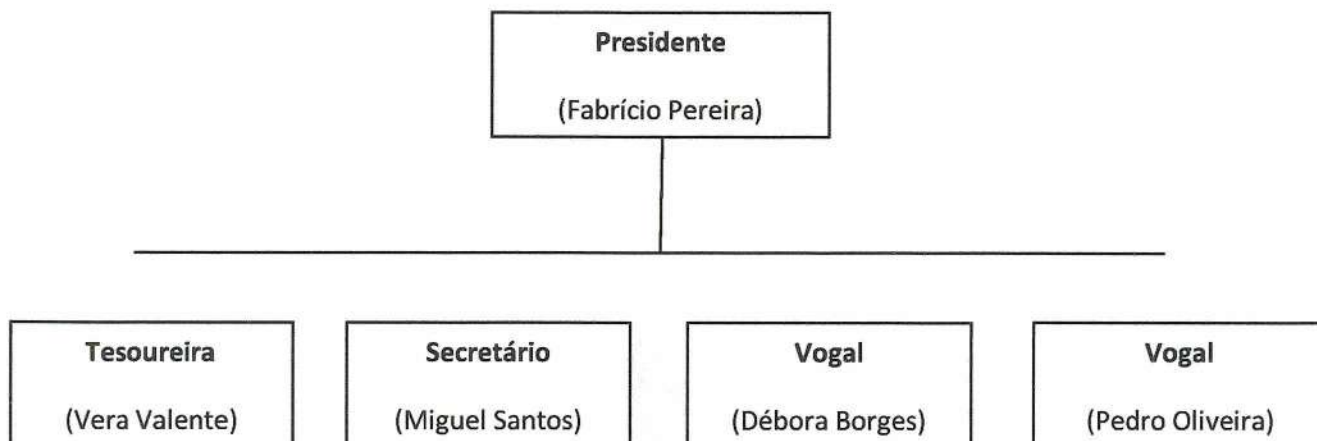 Presidente
(Fabrício Pereira)
Tesoureira
(Vera Valente)
Secretário
(Miguel Santos)
Vogal
(Débora Borges)
Vogal
(Pedro Oliveira)